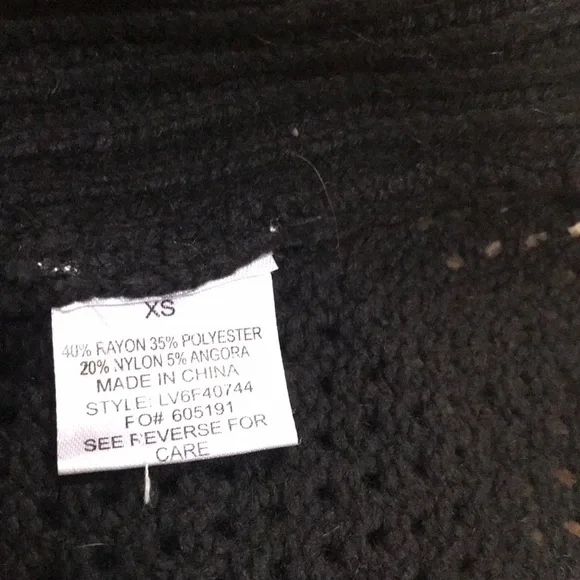 XS
40% RAYON 35% POLYESTER
20% NYLON 5% ANGORA
MADE IN CHINA
STYLE: LV6F40744
FO# 605191
SEE REVERSE FOR
CARE